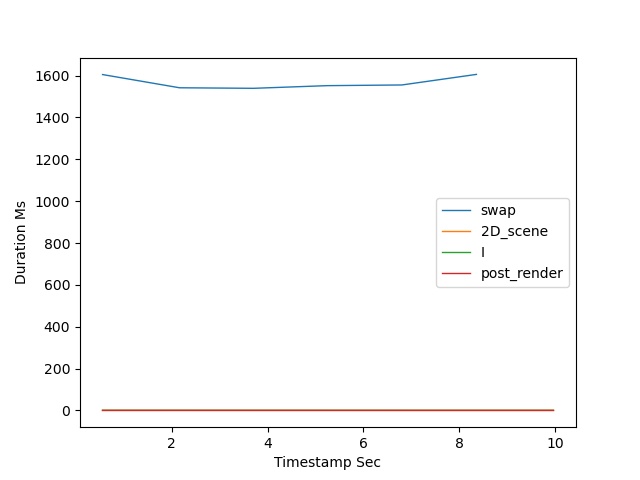 1600
1400
1200
1000
800
600
400
200
0
Duration Ms
swap
2D_scene
I
post_render
2 4 6 8 10
Timestamp Sec